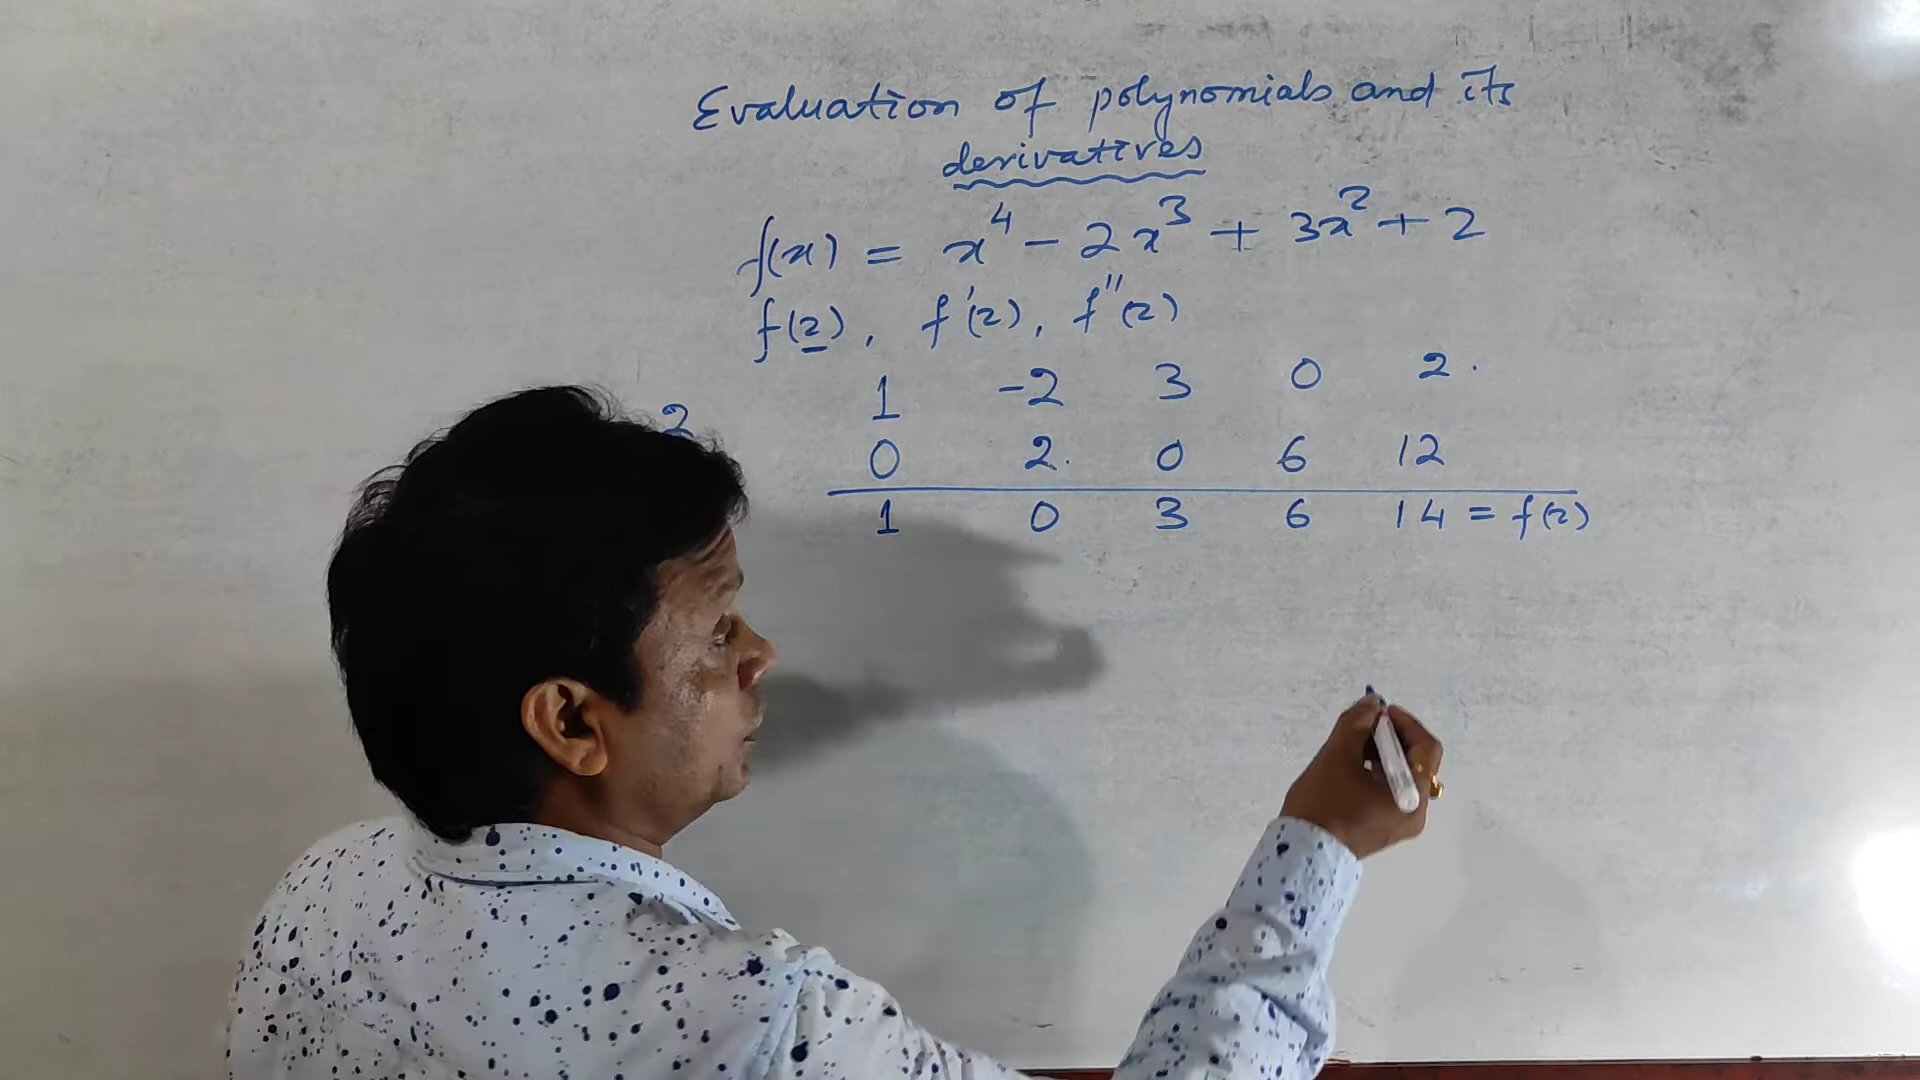 Evaluation of polynomials and its
derivatives
f(x) = x⁴ - 2x³ + 3x² + 2
f(2), f'(2), f''(2)
1 -2 3 0 2.
2 0 2. 0 6 12
1 0 3 6 14 = f(2)